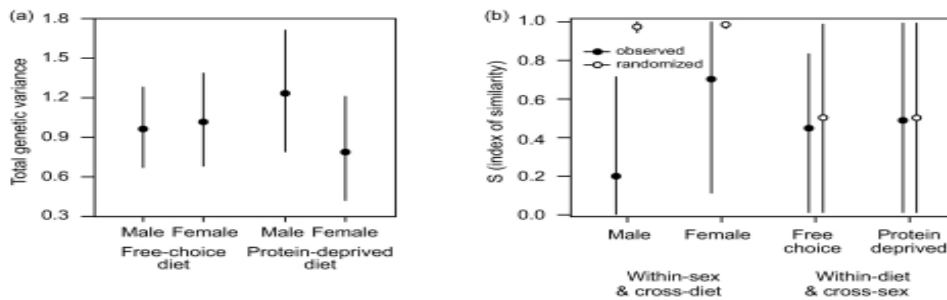 (a)
1.8
1.5
1.2
0.9
0.6
0.3
Total genetic variance
Male Female Male Female
Free-choice diet
Protein-deprived diet
(b)
1.0
0.8
0.6
0.4
0.2
0.0
S (index of similarity)
observed
randomized
Male
Female
Free choice
Protein deprived
Within-sex
& cross-diet
Within-diet
& cross-sex